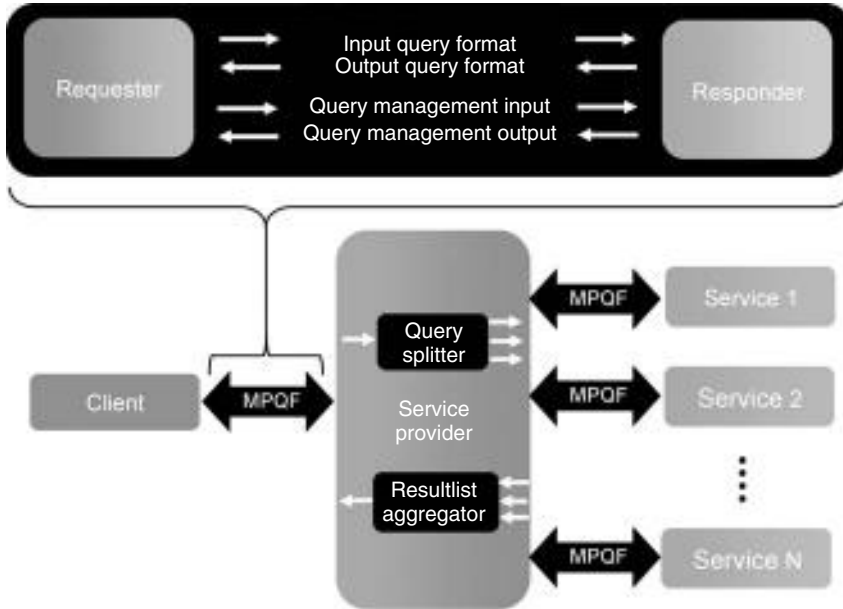 Requester
Input query format
Output query format
Query management input
Query management output
Responder
Client
MPQF
Query
splitter
Service
provider
Resultlist
aggregator
MPQF
Service 1
MPQF
Service 2
MPQF
Service N